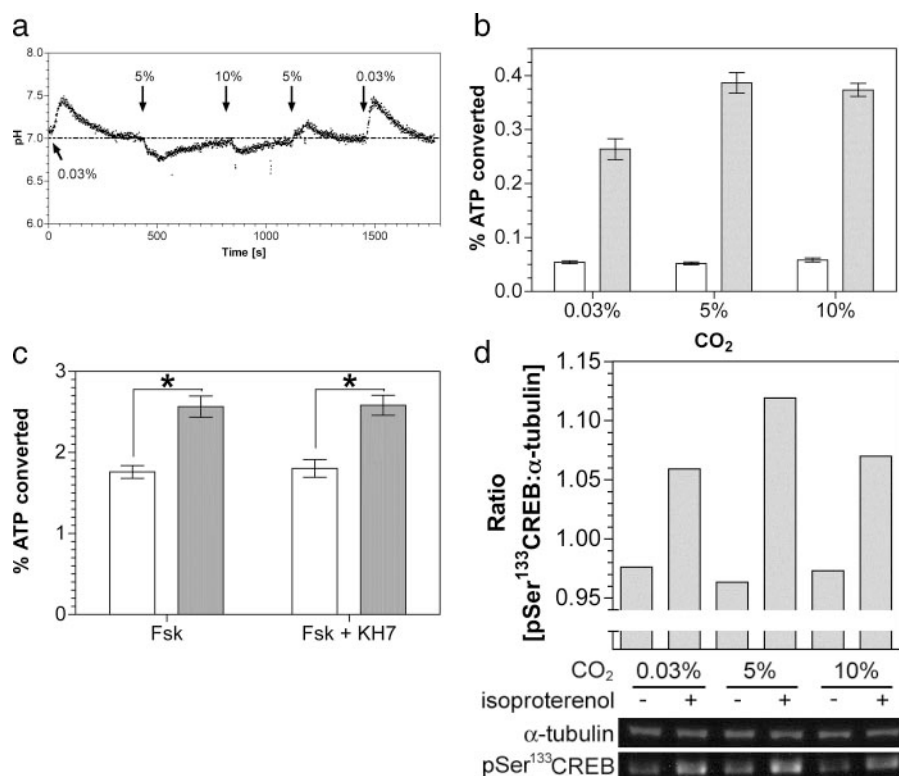 a
8.0
7.5
7.0
6.5
6.0
pH
5%
10%
5%
0.03%
0.03%
0
500
1000
1500
Time [s]
b
0.4
0.3
0.2
0.1
0.0
% ATP converted
0.03%
5%
10%
CO₂
c
3
2
1
0
% ATP converted
*
*
Fsk
Fsk + KH7
d
1.15
1.10
1.05
1.00
0.95
Ratio
[pSer¹³³CREB:α-tubulin]
CO₂ 0.03% 5% 10%
isoproterenol - + - + - +
α-tubulin
pSer¹³³CREB